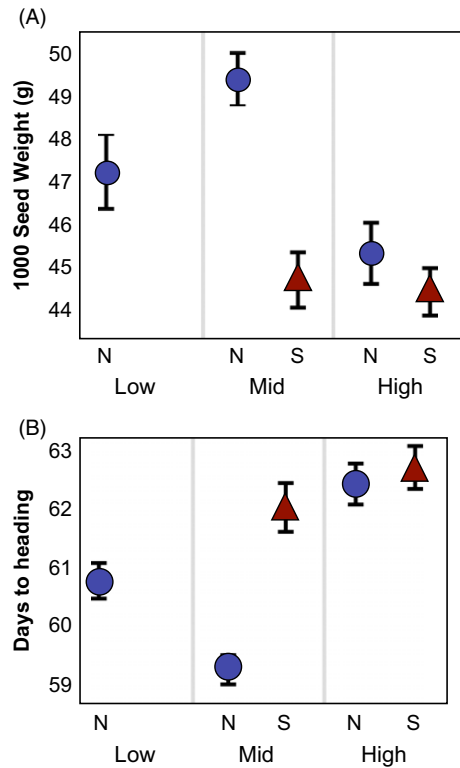 (A)
1000 Seed Weight (g)
50
49
48
47
46
45
44
N N S N S
Low Mid High
(B)
Days to heading
63
62
61
60
59
N N S N S
Low Mid High